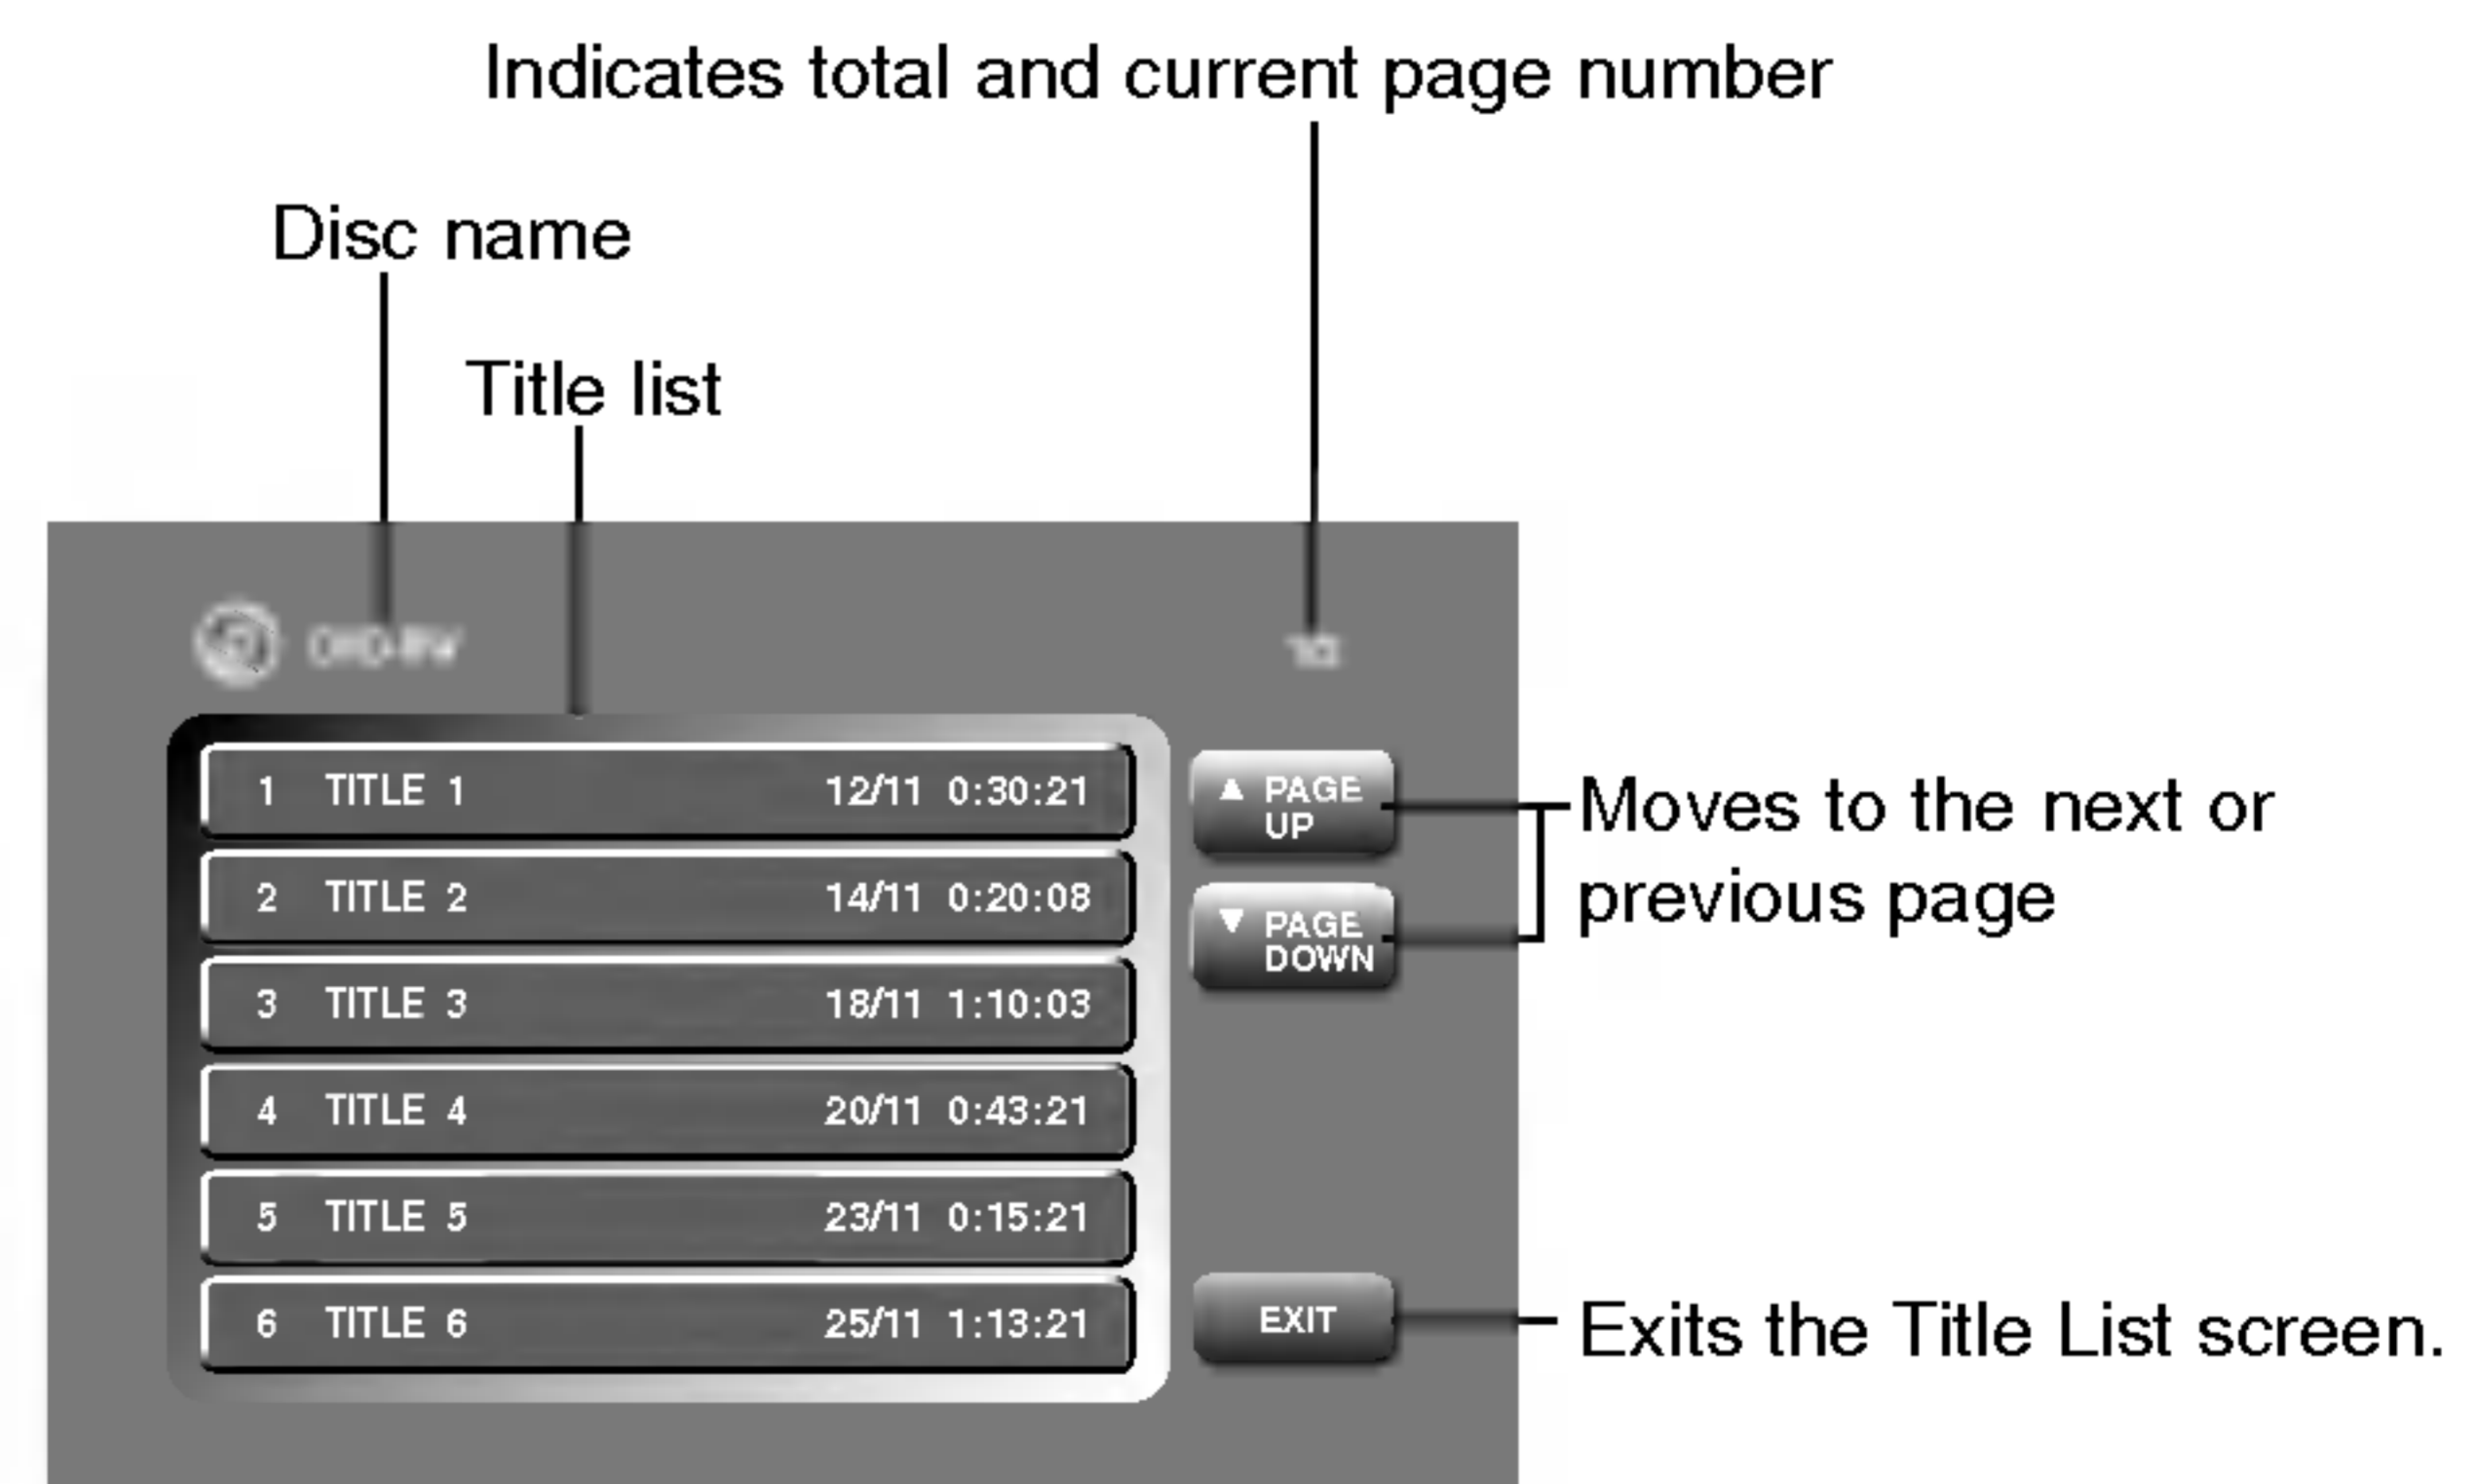 Indicates total and current page number
Disc name
Title list
1 TITLE 1 12/11 0:30:21
2 TITLE 2 14/11 0:20:08
3 TITLE 3 18/11 1:10:03
4 TITLE 4 20/11 0:43:21
5 TITLE 5 23/11 0:15:21
6 TITLE 6 25/11 1:13:21
▲ PAGE
UP
▼ PAGE
DOWN
Moves to the next or
previous page
EXIT
Exits the Title List screen.